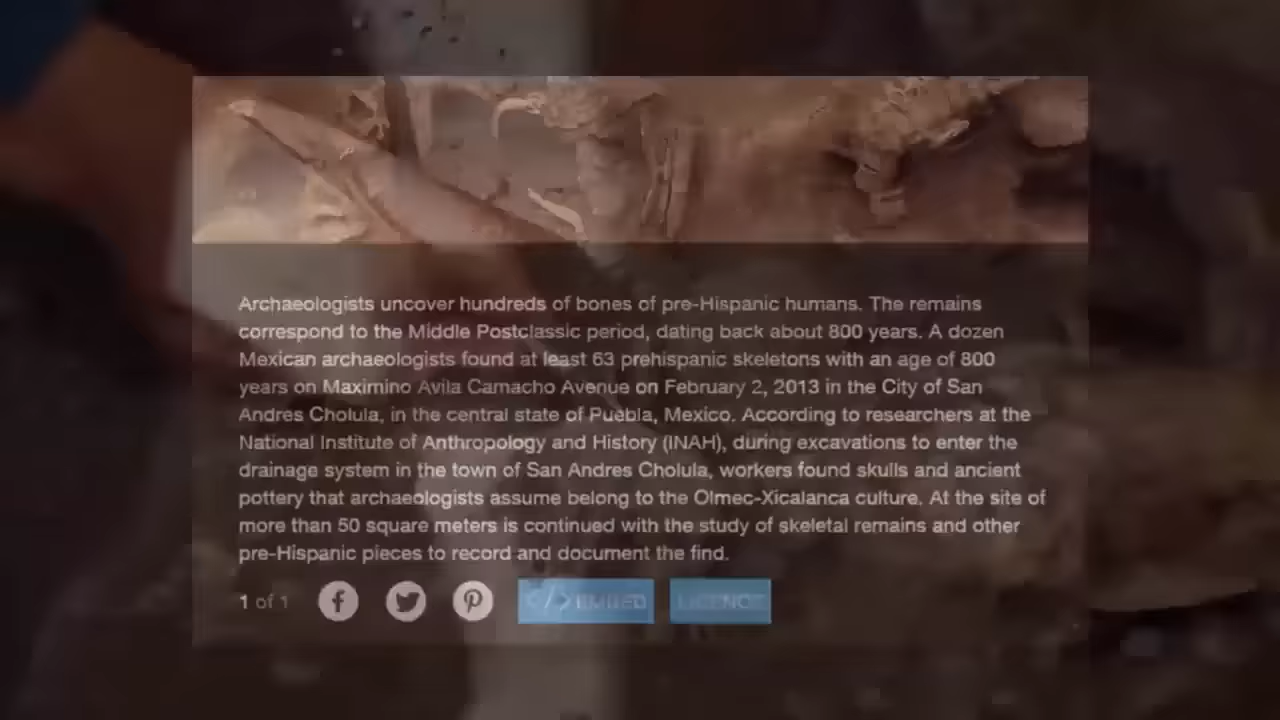 Archaeologists uncover hundreds of bones of pre-Hispanic humans. The remains
correspond to the Middle Postclassic period, dating back about 800 years. A dozen
Mexican archaeologists found at least 63 prehispanic skeletons with an age of 800
years on Maximino Avila Camacho Avenue on February 2, 2013 in the City of San
Andres Cholula, in the central state of Puebla, Mexico. According to researchers at the
National Institute of Anthropology and History (INAH), during excavations to enter the
drainage system in the town of San Andres Cholula, workers found skulls and ancient
pottery that archaeologists assume belong to the Olmec-Xicalanca culture. At the site of
more than 50 square meters is continued with the study of skeletal remains and other
pre-Hispanic pieces to record and document the find.
1 of 1 </> EMBED LICENCE